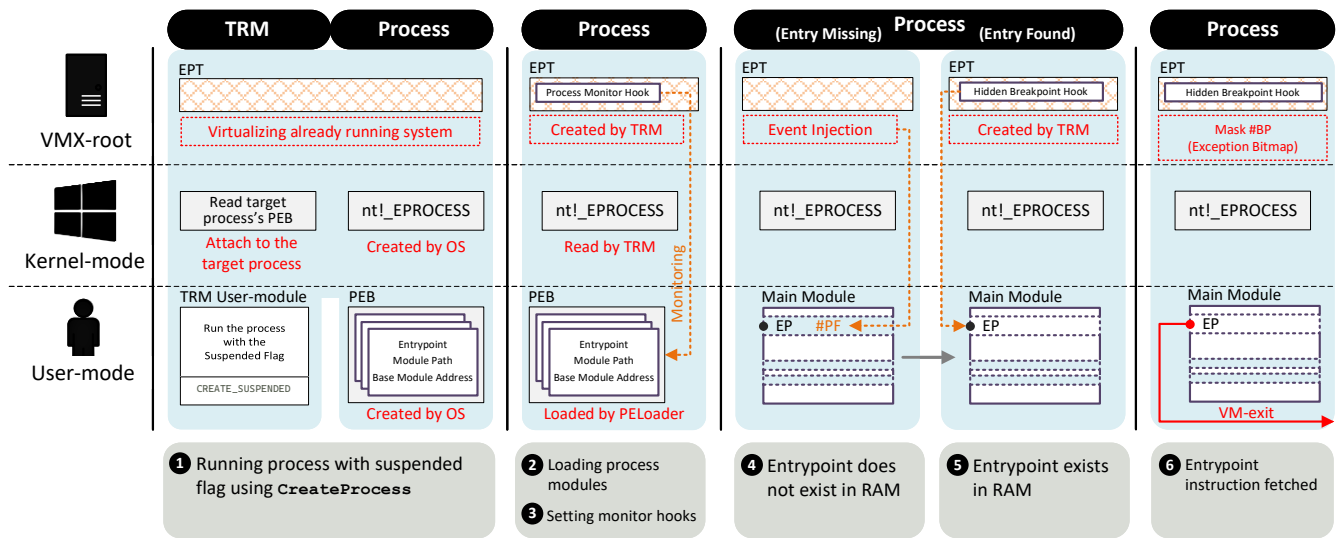 TRM
Process
Process
Process
(Entry Missing)
(Entry Found)
Process
VMX-root
EPT
Virtualizing already running system
EPT
Process Monitor Hook
Created by TRM
EPT
Event Injection
EPT
Hidden Breakpoint Hook
Created by TRM
EPT
Hidden Breakpoint Hook
Mask #BP
(Exception Bitmap)
Kernel-mode
Read target
process's PEB
Attach to the
target process
nt!_EPROCESS
Created by OS
nt!_EPROCESS
Read by TRM
Monitoring
nt!_EPROCESS
nt!_EPROCESS
nt!_EPROCESS
User-mode
TRM User-module
Run the process
with the
Suspended Flag
CREATE_SUSPENDED
PEB
Entrypoint
Module Path
Base Module Address
Created by OS
PEB
Entrypoint
Module Path
Base Module Address
Loaded by PELoader
Main Module
EP #PF
Main Module
EP
Main Module
EP
VM-exit
1 Running process with suspended
flag using CreateProcess
2 Loading process
modules
3 Setting monitor hooks
4 Entrypoint does
not exist in RAM
5 Entrypoint exists
in RAM
6 Entrypoint
instruction fetched